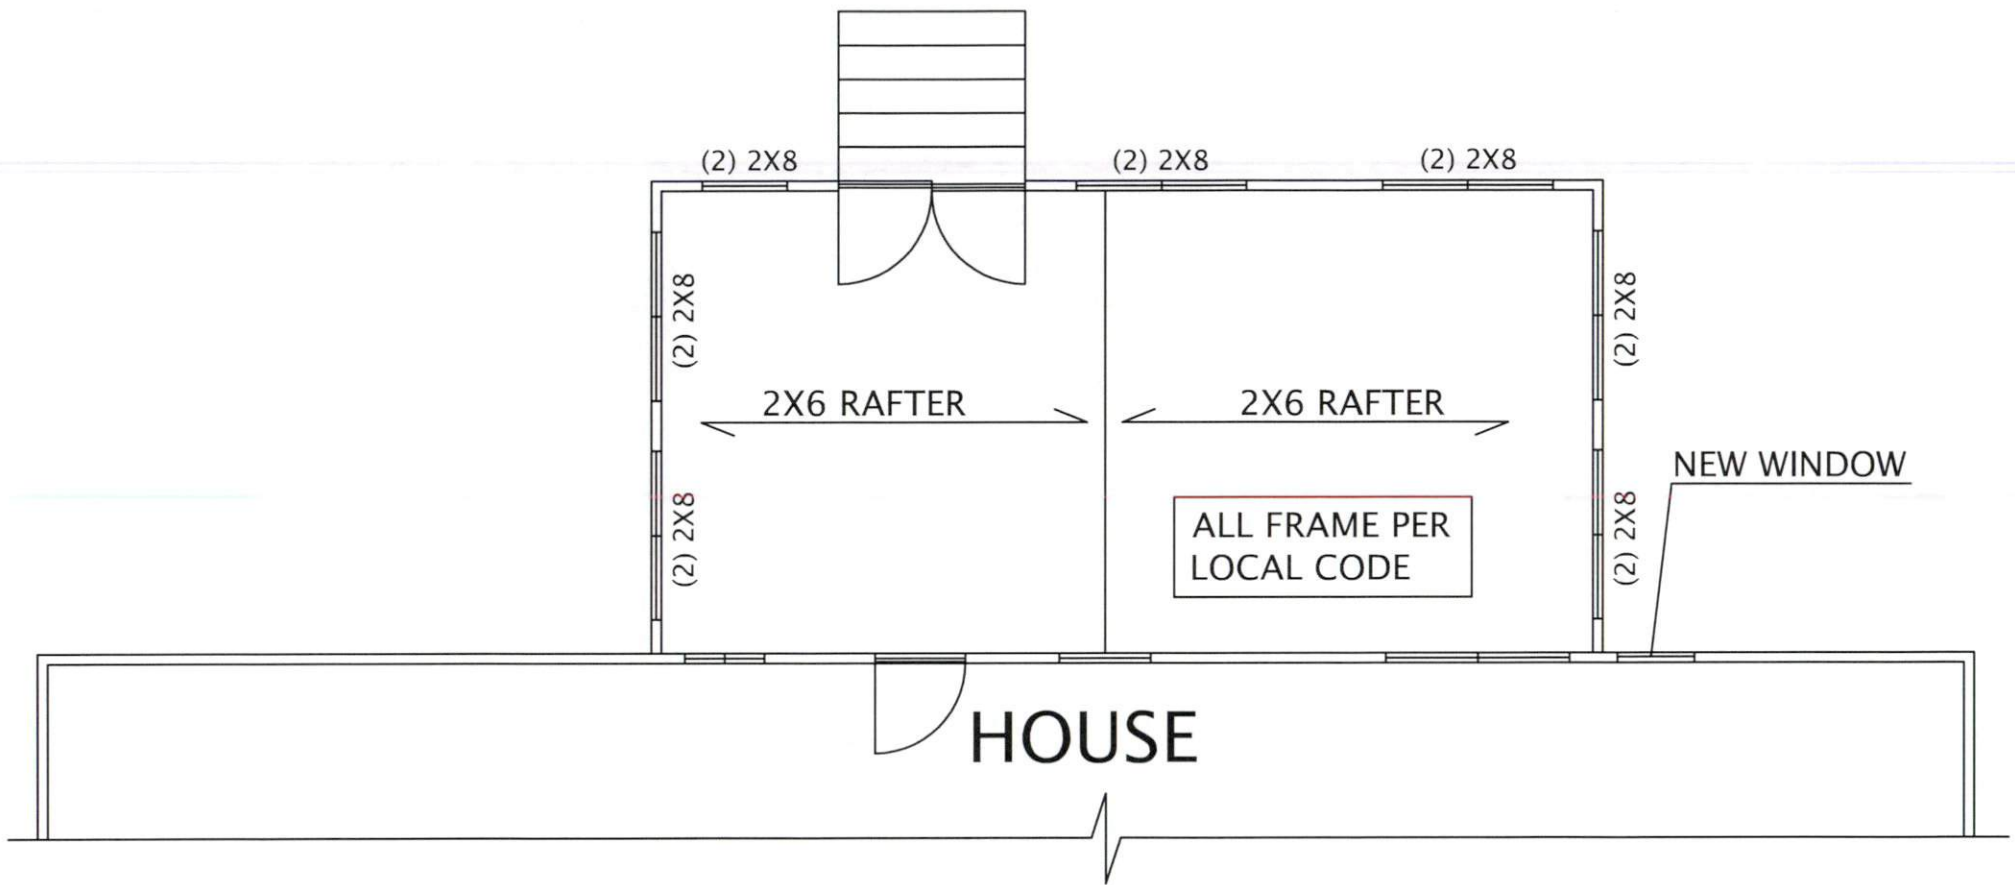 (2) 2X8
(2) 2X8
(2) 2X8
(2) 2X8
(2) 2X8
2X6 RAFTER
2X6 RAFTER
NEW WINDOW
(2) 2X8
(2) 2X8
ALL FRAME PER
LOCAL CODE
HOUSE